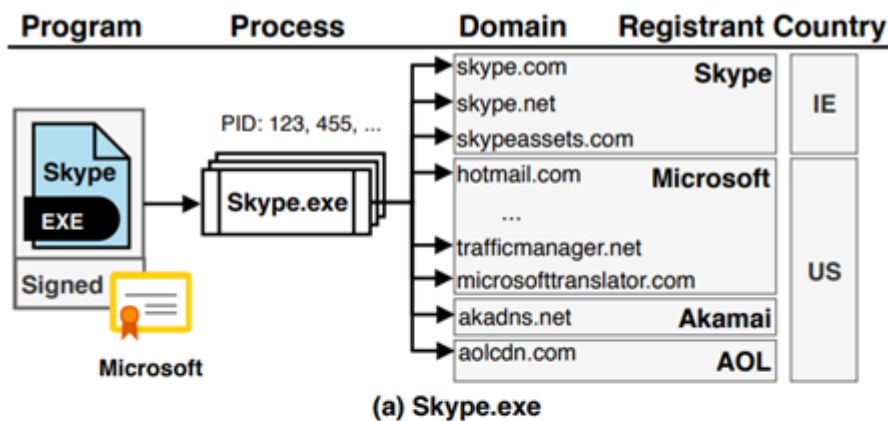 Program Process Domain Registrant Country
Skype
EXE
Signed
Microsoft
PID: 123, 455, ...
Skype.exe
skype.com
skype.net
skypeassets.com
Skype
IE
hotmail.com
...
trafficmanager.net
microsofttranslator.com
Microsoft
akadns.net
Akamai
aolcdn.com
AOL
US
(a) Skype.exe